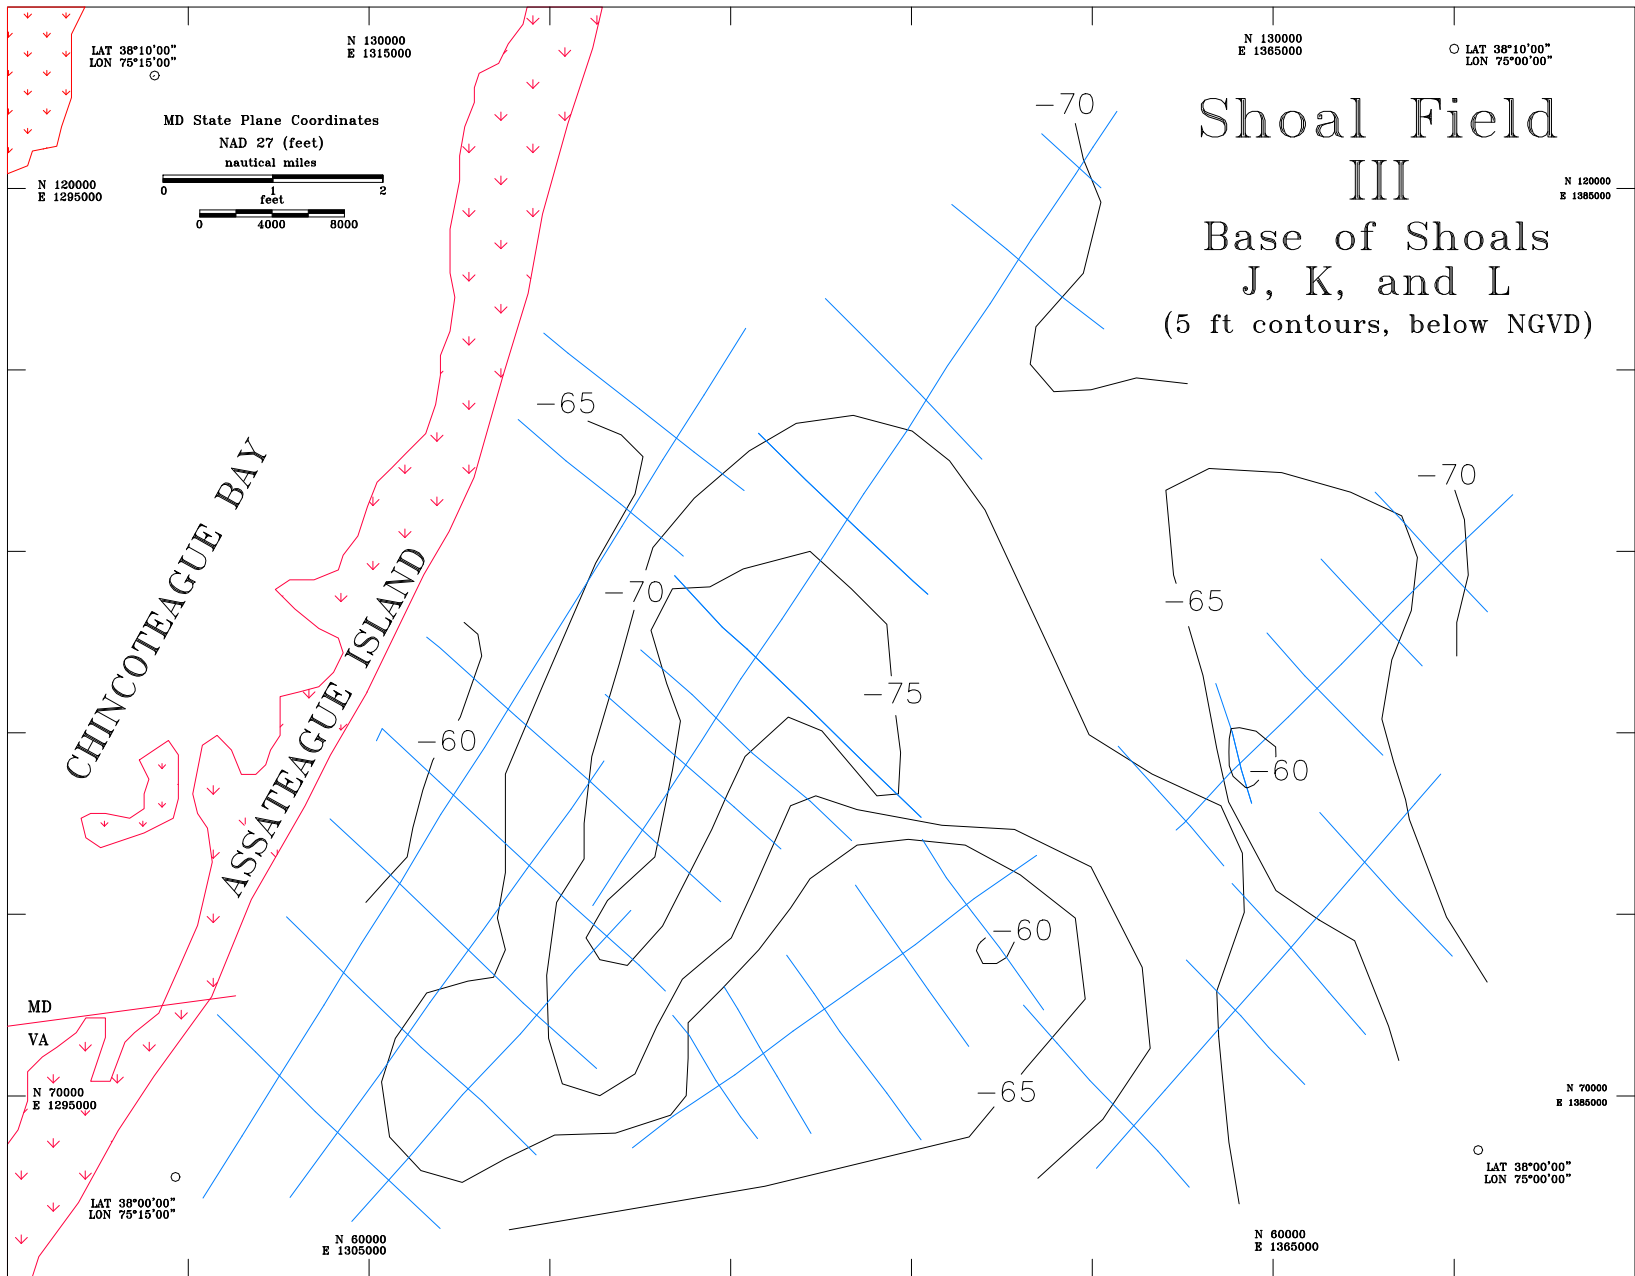 LAT 38°10'00"
LON 75°15'00"
N 130000
E 1315000
N 130000
E 1365000
LAT 38°10'00"
LON 75°00'00"
MD State Plane Coordinates
NAD 27 (feet)
nautical miles
0 1 2
feet
0 4000 8000
Shoal Field
III
Base of Shoals
J, K, and L
(5 ft contours, below NGVD)
N 120000
E 1295000
N 120000
E 1385000
-70
-65
-70
-70
-65
-75
-60
-60
-60
-65
CHINCOTEAGUE BAY
ASSATEAGUE ISLAND
MD
VA
N 70000
E 1295000
N 70000
E 1385000
LAT 38°00'00"
LON 75°15'00"
LAT 38°00'00"
LON 75°00'00"
N 60000
E 1305000
N 60000
E 1365000